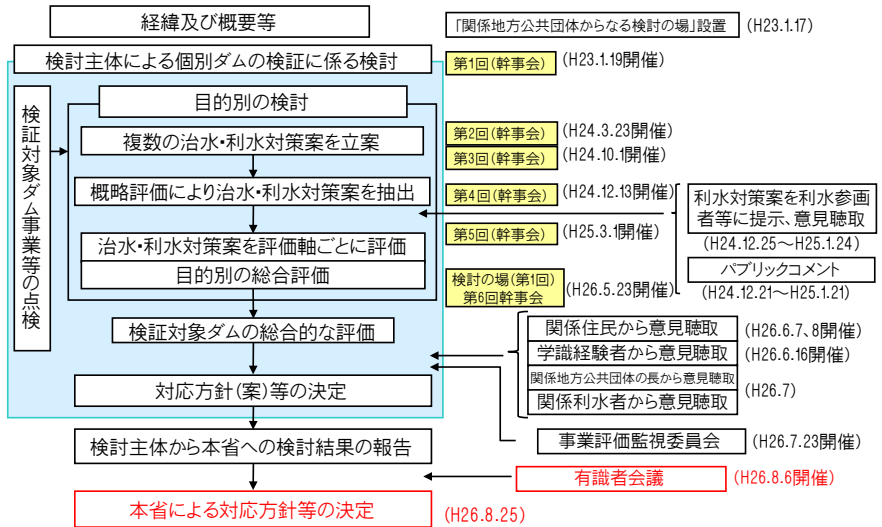 経緯及び概要等
「関係地方公共団体からなる検討の場」設置
(H23.1.17)
検討主体による個別ダムの検証に係る検討
第1回(幹事会)
(H23.1.19開催)
検証対象ダム事業等の点検
目的別の検討
複数の治水・利水対策案を立案
第2回(幹事会)
(H24.3.23開催)
第3回(幹事会)
(H24.10.1開催)
概略評価により治水・利水対策案を抽出
第4回(幹事会)
(H24.12.13開催)
利水対策案を利水参画
者等に提示、意見聴取
(H24.12.25～H25.1.24)
治水・利水対策案を評価軸ごとに評価
第5回(幹事会)
(H25.3.1開催)
目的別の総合評価
検討の場(第1回)
第6回幹事会
(H26.5.23開催)
パブリックコメント
(H24.12.21～H25.1.21)
検証対象ダムの総合的な評価
関係住民から意見聴取
(H26.6.7、8開催)
学識経験者から意見聴取
(H26.6.16開催)
関係地方公共団体の長から意見聴取
関係利水者から意見聴取
(H26.7)
対応方針(案)等の決定
検討主体から本省への検討結果の報告
事業評価監視委員会
(H26.7.23開催)
有識者会議
(H26.8.6開催)
本省による対応方針等の決定
(H26.8.25)